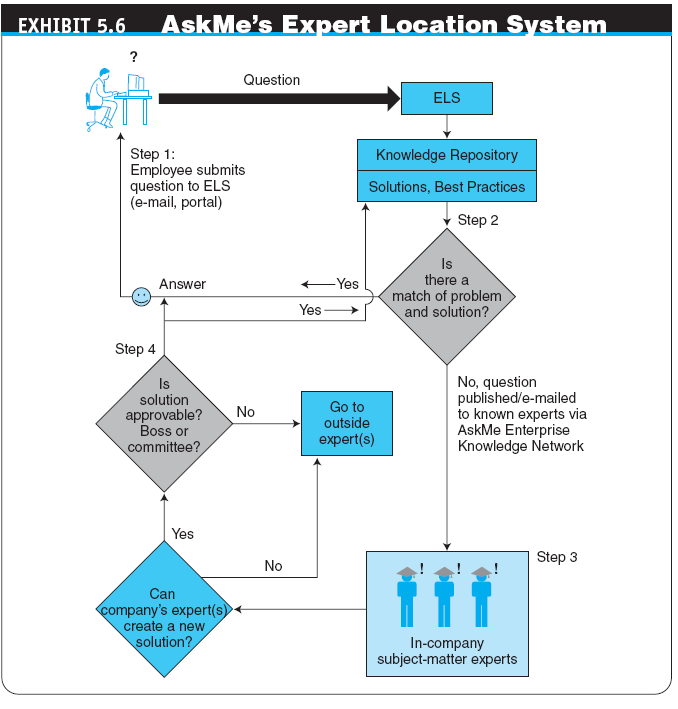 EXHIBIT 5.6 AskMe's Expert Location System
?
Question
ELS
Step 1:
Employee submits
question to ELS
(e-mail, portal)
Knowledge Repository
Solutions, Best Practices
Step 2
Is
there a
match of problem
and solution?
Answer
Yes
Yes
Step 4
Is
solution
approvable?
Boss or
committee?
No
Go to
outside
expert(s)
No, question
published/e-mailed
to known experts via
AskMe Enterprise
Knowledge Network
Yes
No
Step 3
! ! !
Can
company's expert(s)
create a new
solution?
In-company
subject-matter experts